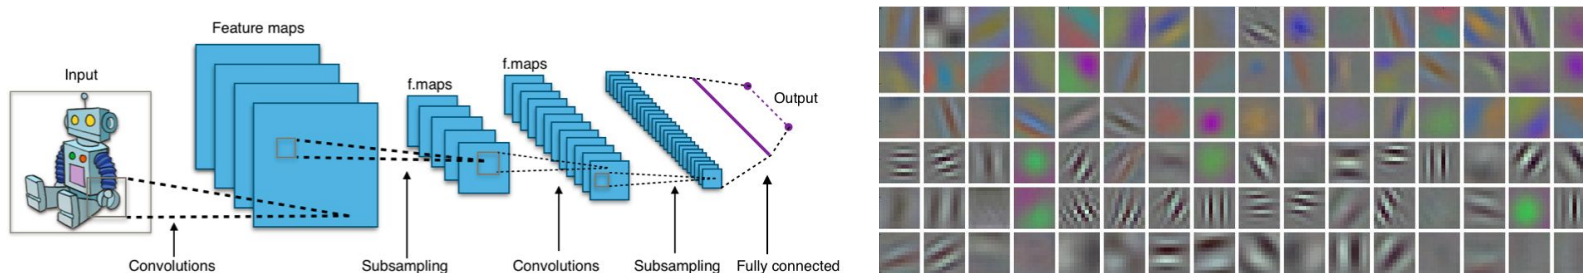 Feature maps
Input
f.maps
f.maps
Output
Convolutions
Subsampling
Convolutions
Subsampling
Fully connected